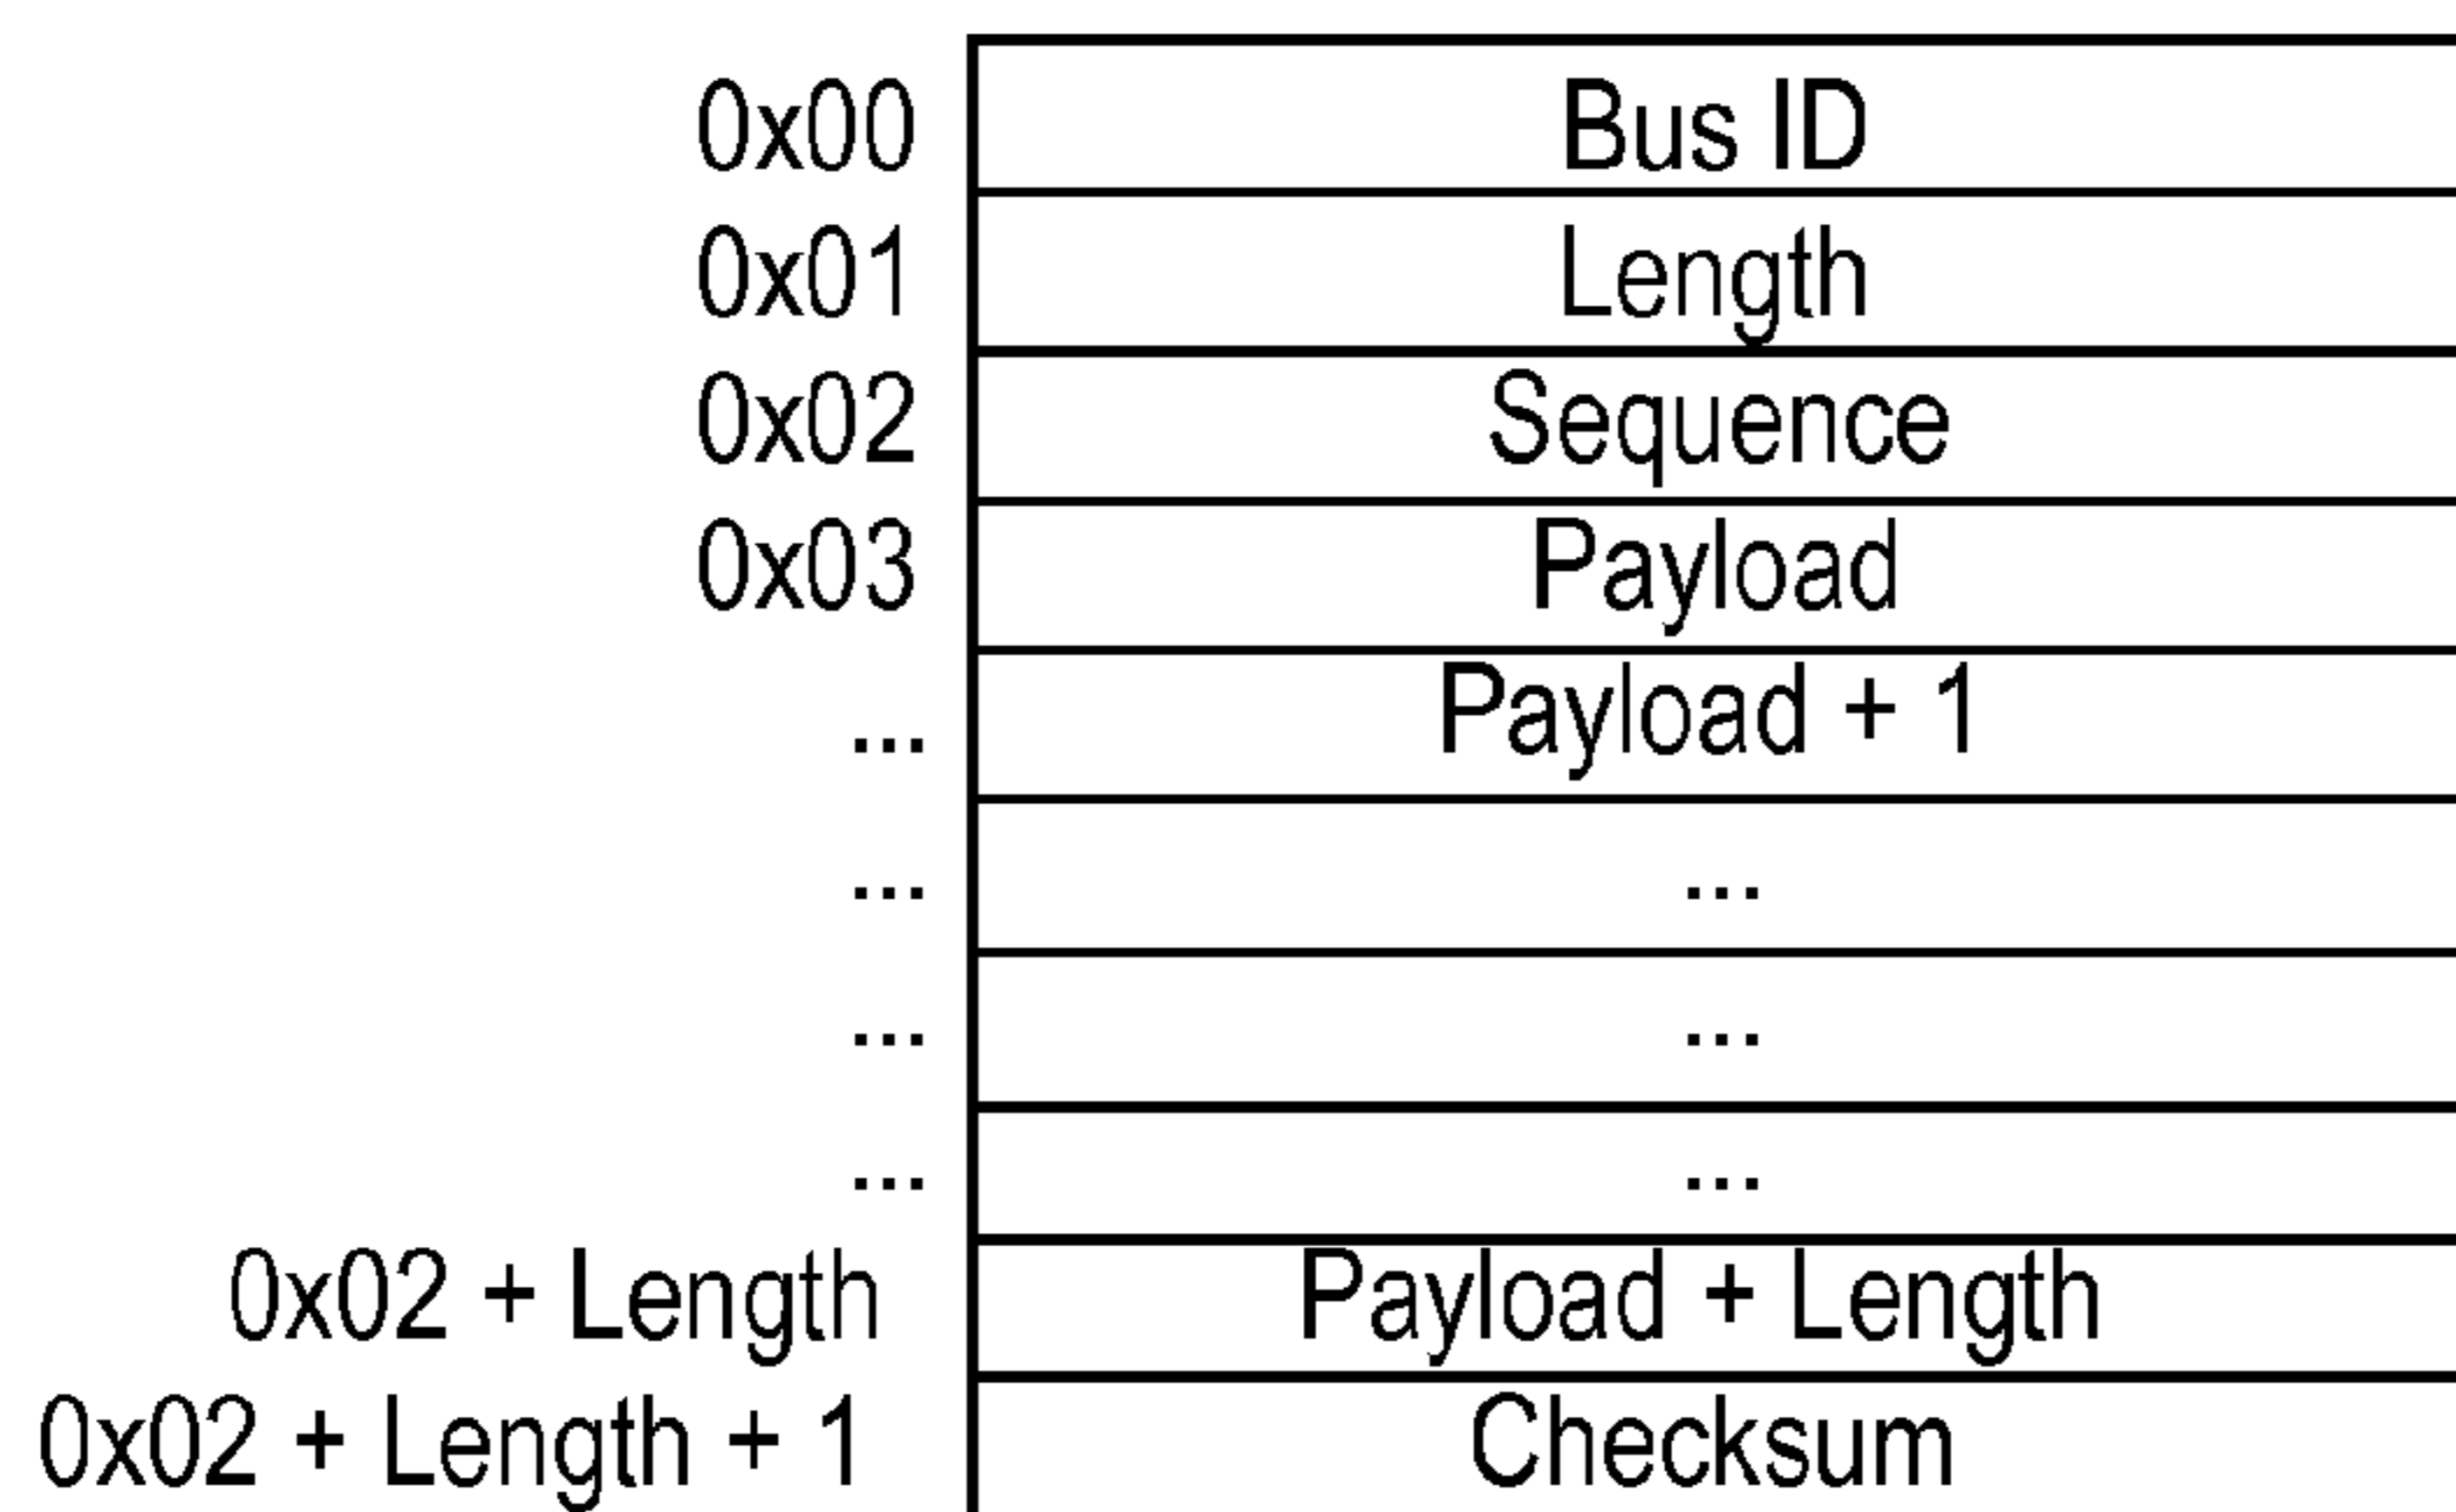 0x00 Bus ID
0x01 Length
0x02 Sequence
0x03 Payload
... Payload + 1
... ...
... ...
... ...
0x02 + Length Payload + Length
0x02 + Length + 1 Checksum